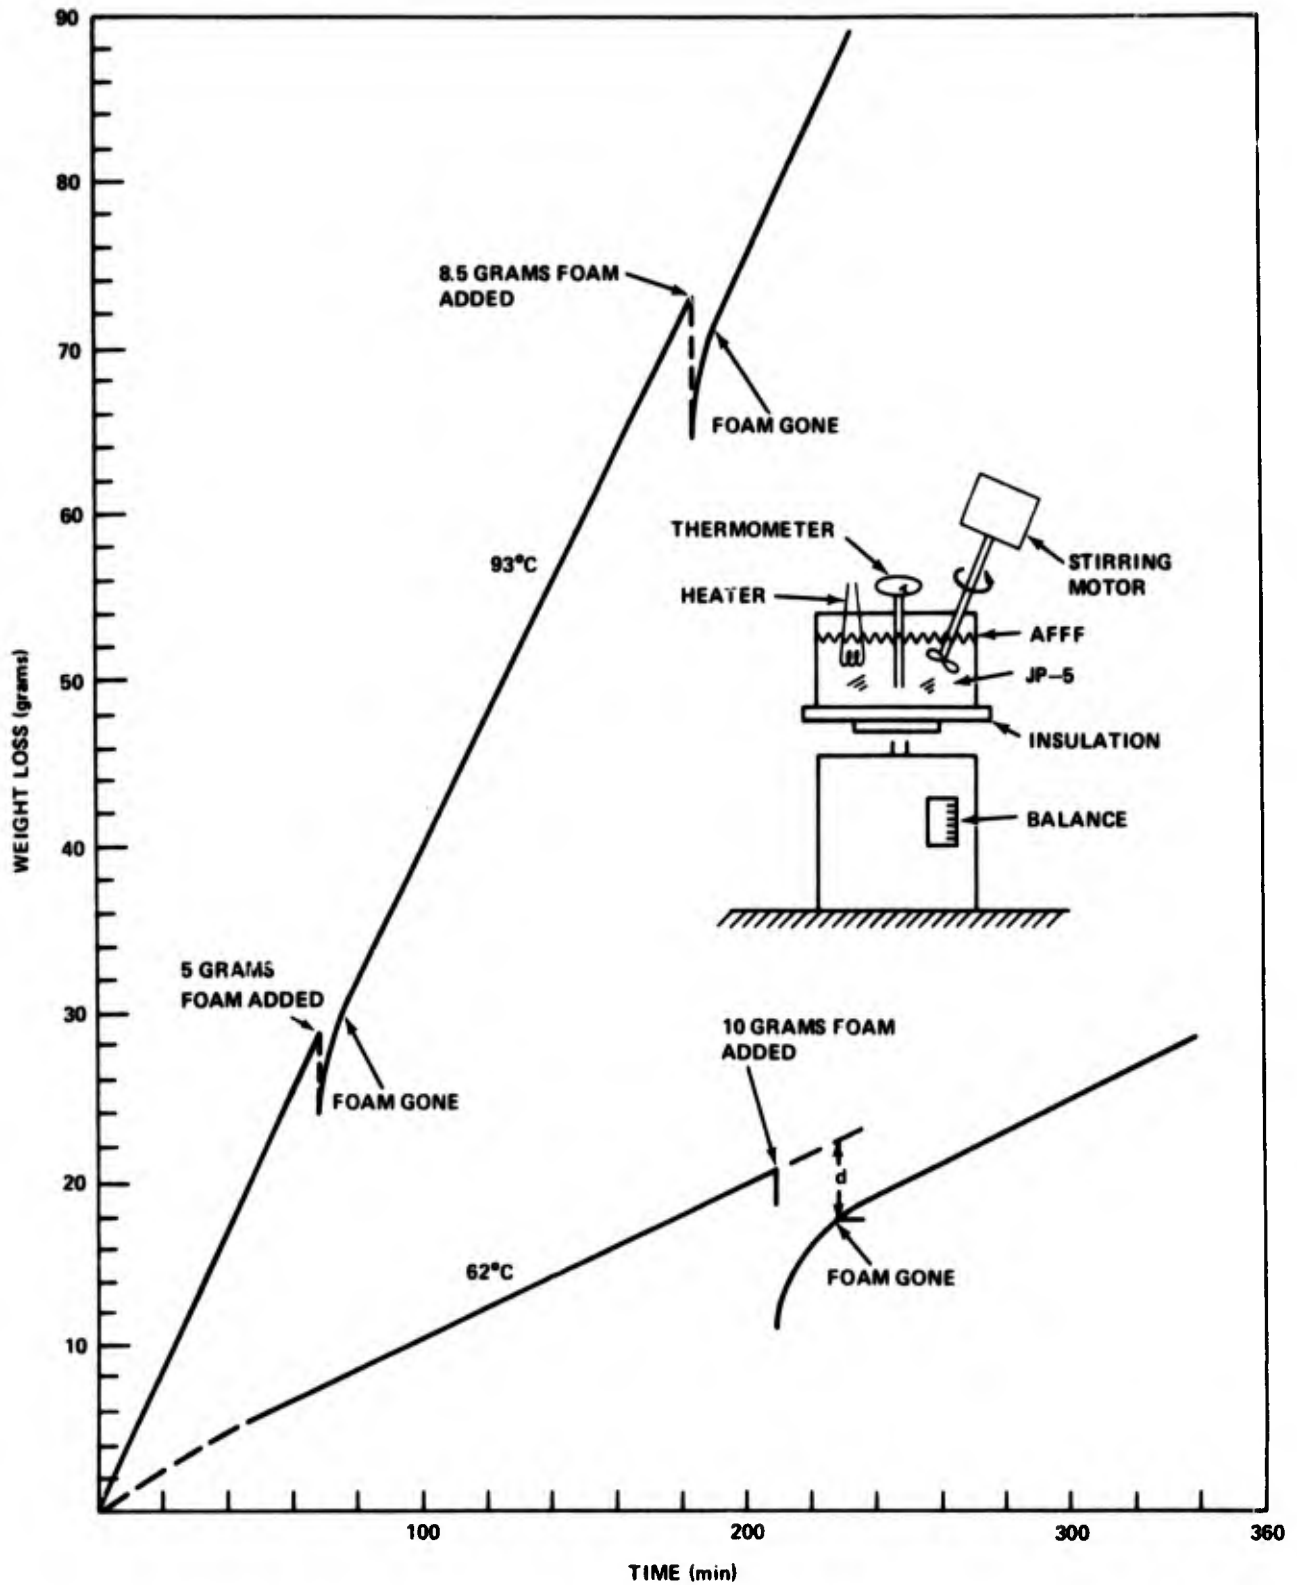 90
80
70
60
50
40
30
20
10
WEIGHT LOSS (grams)
8.5 GRAMS FOAM
ADDED
FOAM GONE
93°C
THERMOMETER
HEATER
STIRRING
MOTOR
AFFF
JP-5
INSULATION
BALANCE
5 GRAMS
FOAM ADDED
FOAM GONE
10 GRAMS FOAM
ADDED
d
62°C
FOAM GONE
100
200
300
360
TIME (min)